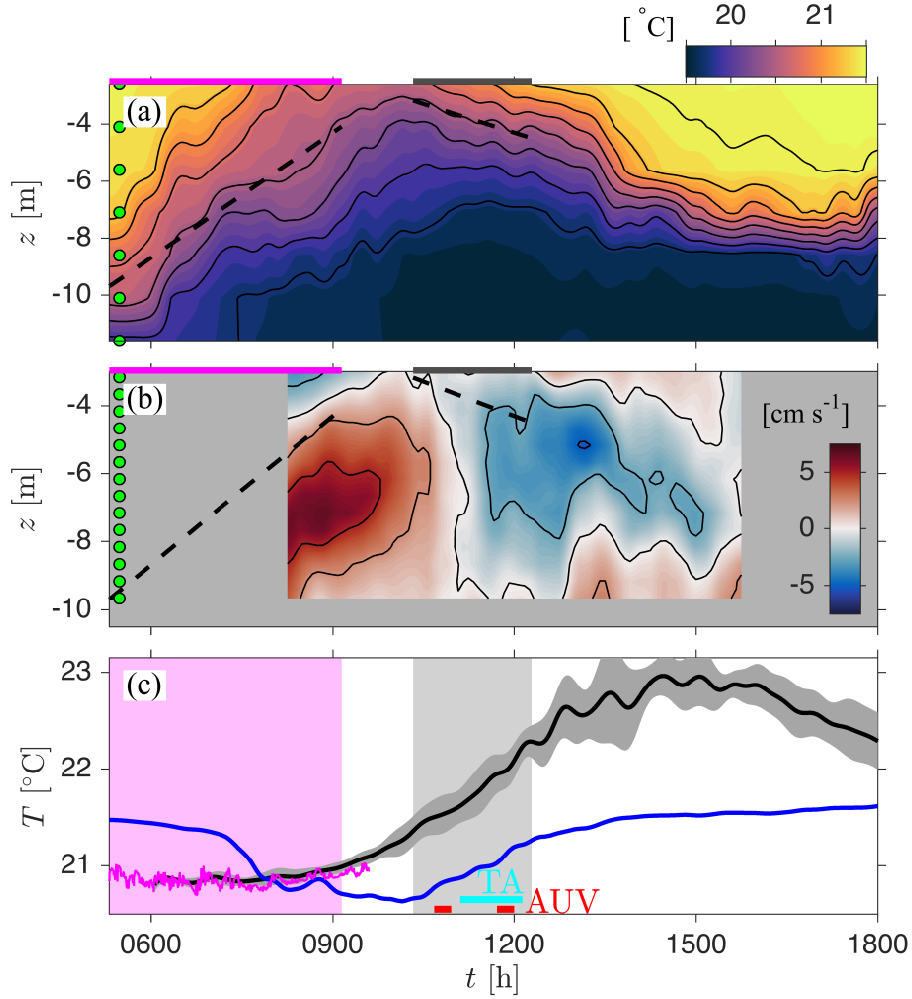 [ °C]
20 21
(a)
-4
-6
-8
-10
z [m]
(b)
-4
-6
-8
-10
z [m]
[cm s⁻¹]
5
0
-5
(c)
23
22
21
T [°C]
TA
AUV
0600 0900 1200 1500 1800
t [h]